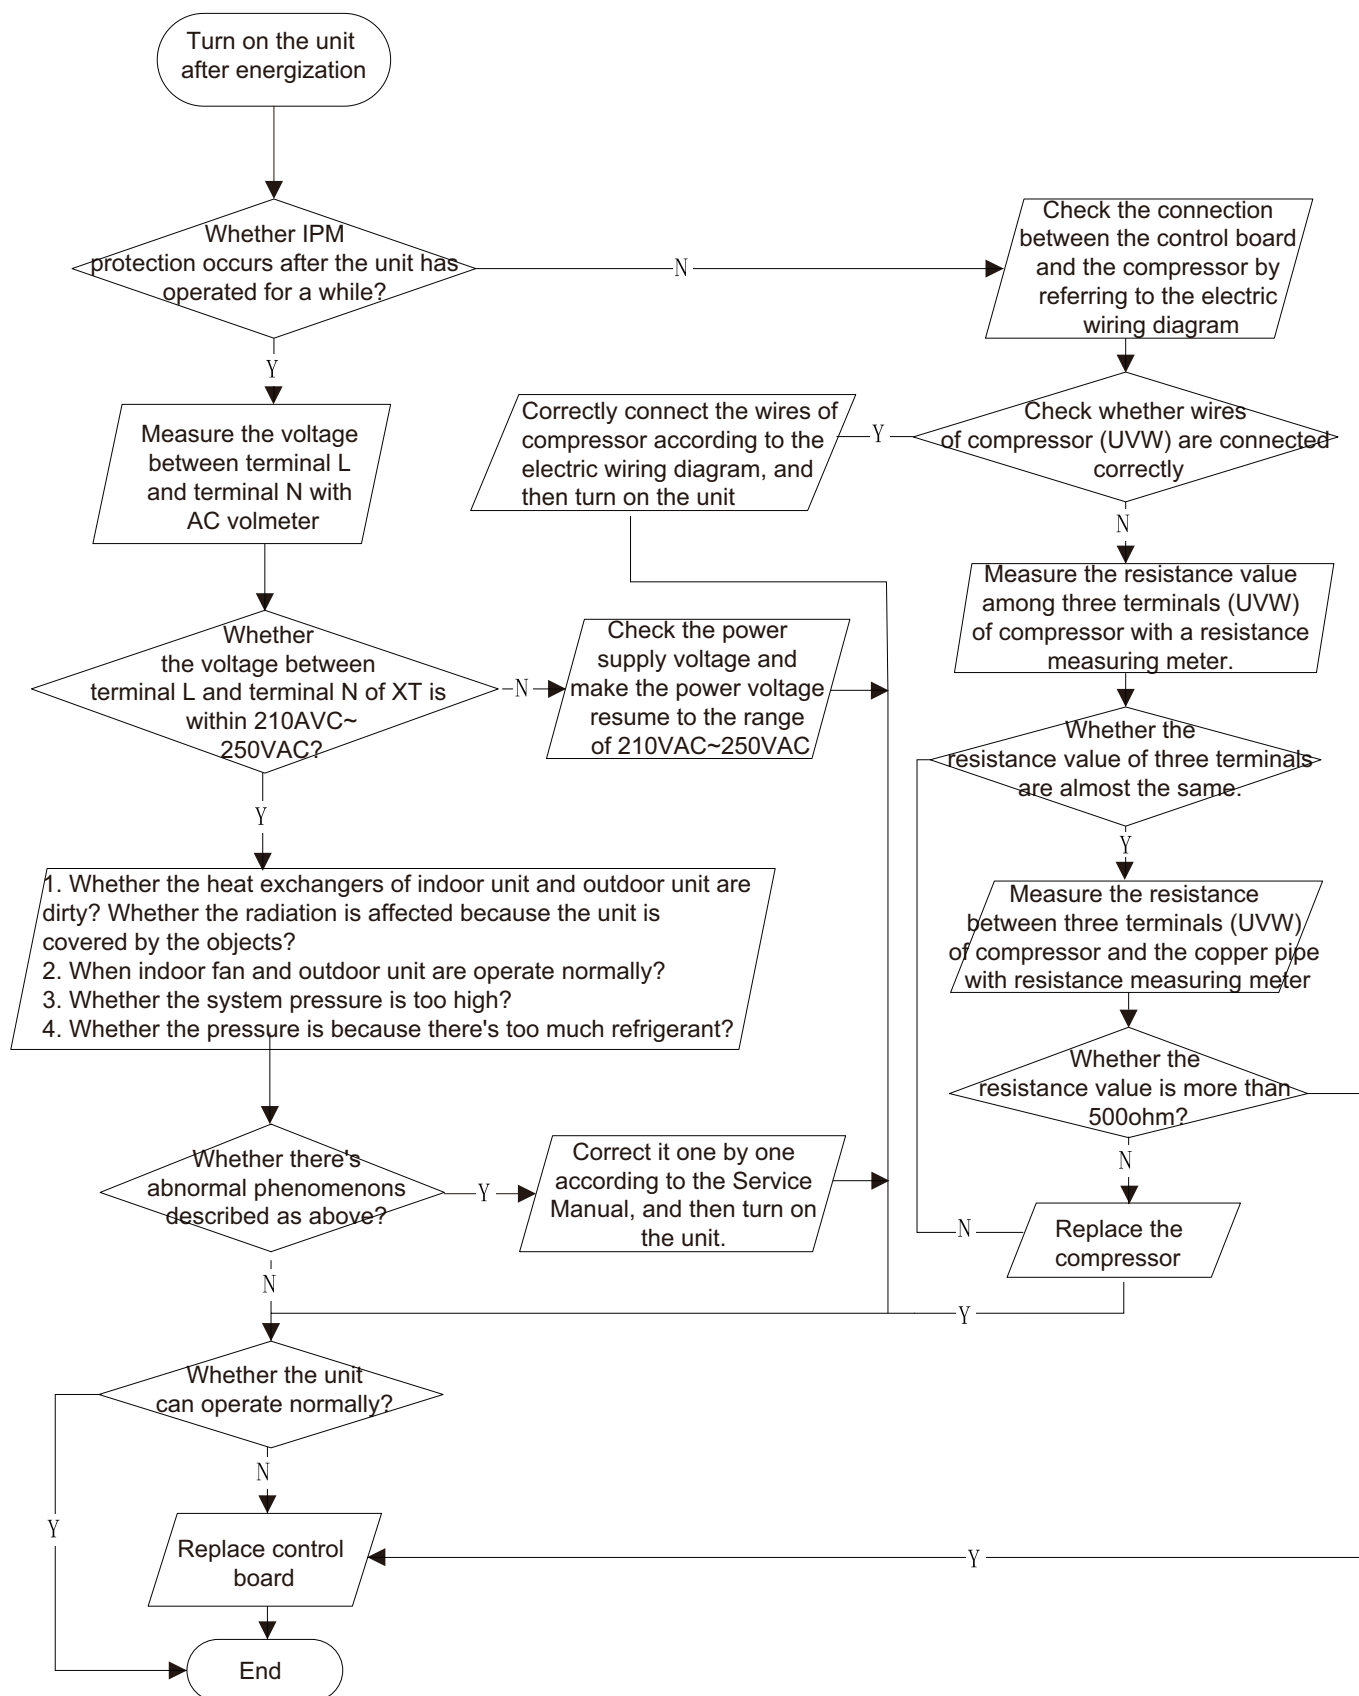 Turn on the unit
after energization
Whether IPM
protection occurs after the unit has
operated for a while?
N
Check the connection
between the control board
and the compressor by
referring to the electric
wiring diagram
Y
Measure the voltage
between terminal L
and terminal N with
AC volmeter
Correctly connect the wires of
compressor according to the
electric wiring diagram, and
then turn on the unit
Y
Check whether wires
of compressor (UVW) are connected
correctly
N
Measure the resistance value
among three terminals (UVW)
of compressor with a resistance
measuring meter.
Whether
the voltage between
terminal L and terminal N of XT is
within 210AVC~
250VAC?
N
Check the power
supply voltage and
make the power voltage
resume to the range
of 210VAC~250VAC
Whether the
resistance value of three terminals
are almost the same.
Y
Y
1. Whether the heat exchangers of indoor unit and outdoor unit are
dirty? Whether the radiation is affected because the unit is
covered by the objects?
2. When indoor fan and outdoor unit are operate normally?
3. Whether the system pressure is too high?
4. Whether the pressure is because there's too much refrigerant?
Measure the resistance
between three terminals (UVW)
of compressor and the copper pipe
with resistance measuring meter
Whether the
resistance value is more than
500ohm?
Whether there's
abnormal phenomenons
described as above?
Y
Correct it one by one
according to the Service
Manual, and then turn on
the unit.
N
N
Replace the
compressor
N
Y
Whether the unit
can operate normally?
N
Y
Replace control
board
Y
End